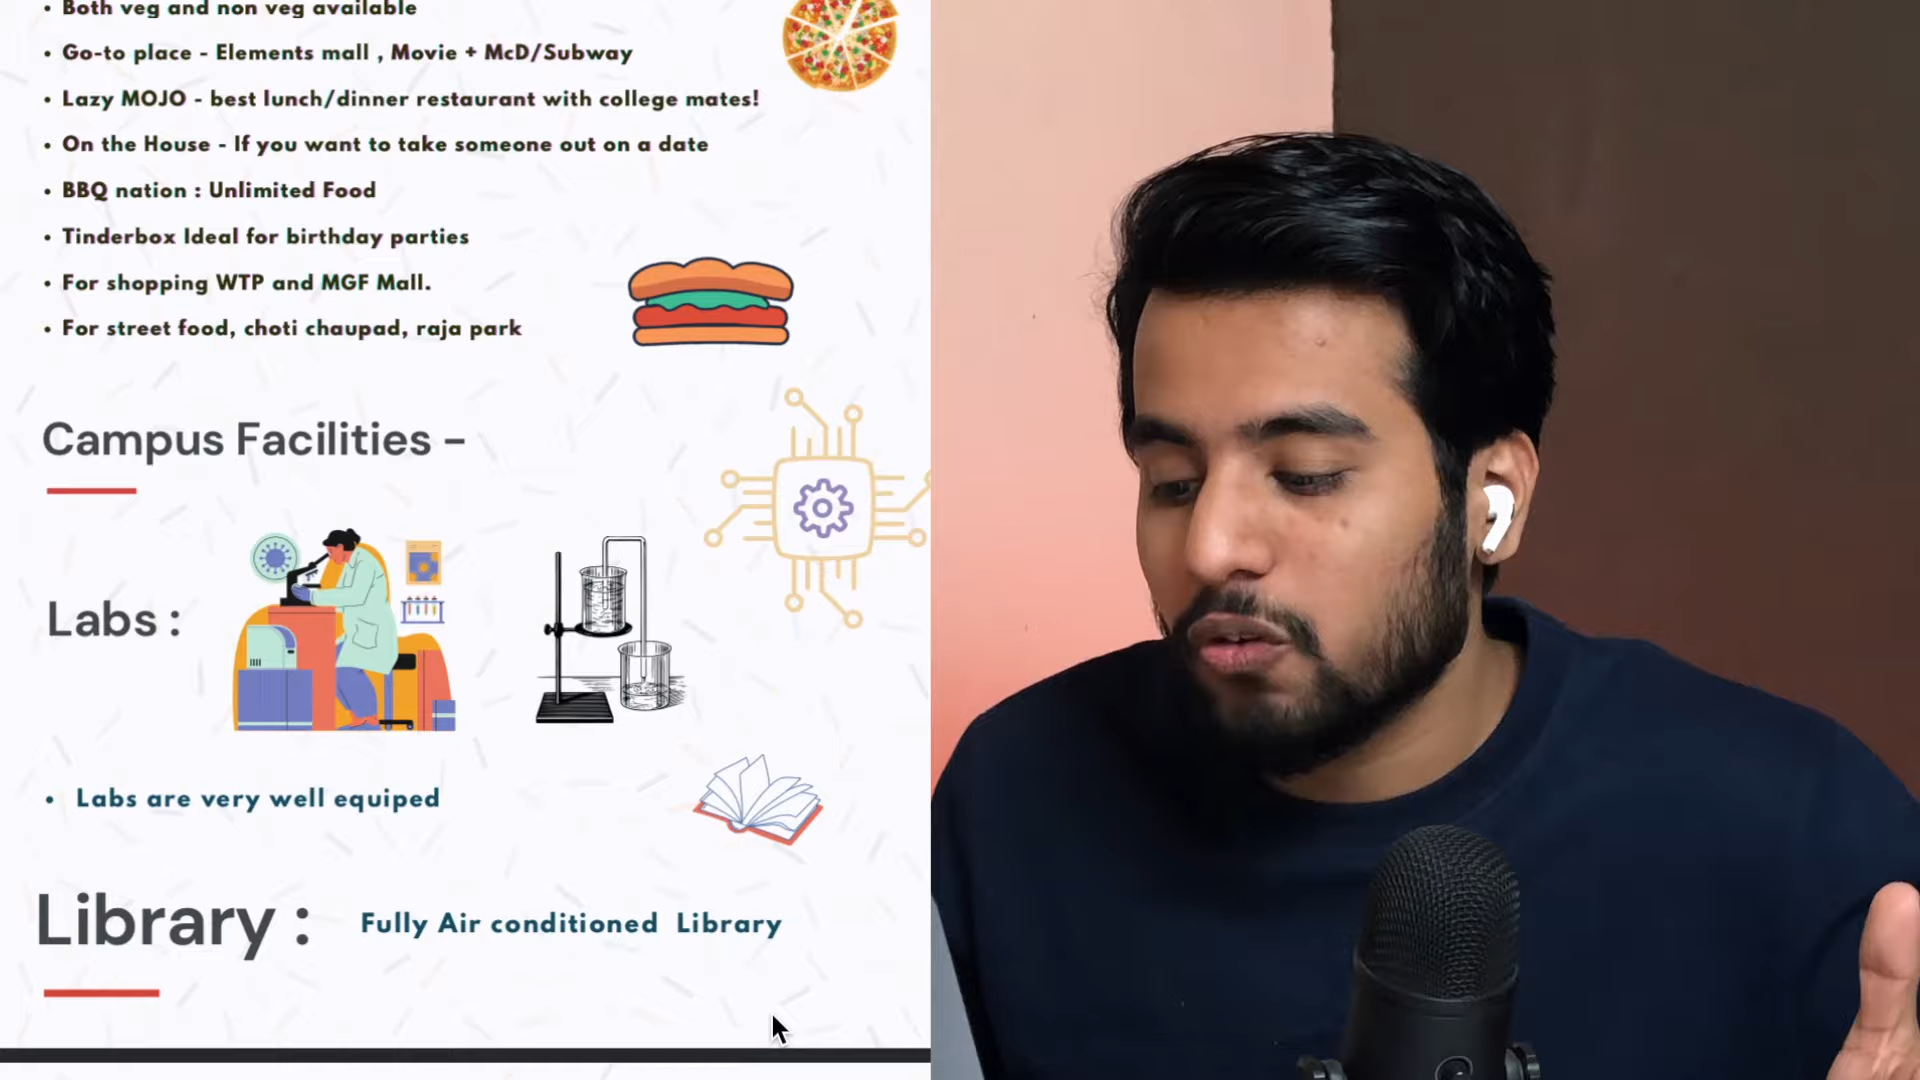 • Both veg and non veg available
• Go-to place - Elements mall , Movie + McD/Subway
• Lazy MOJO - best lunch/dinner restaurant with college mates!
• On the House - If you want to take someone out on a date
• BBQ nation : Unlimited Food
• Tinderbox Ideal for birthday parties
• For shopping WTP and MGF Mall.
• For street food, choti chaupad, raja park
Campus Facilities -
Labs :
• Labs are very well equiped
Library : Fully Air conditioned Library